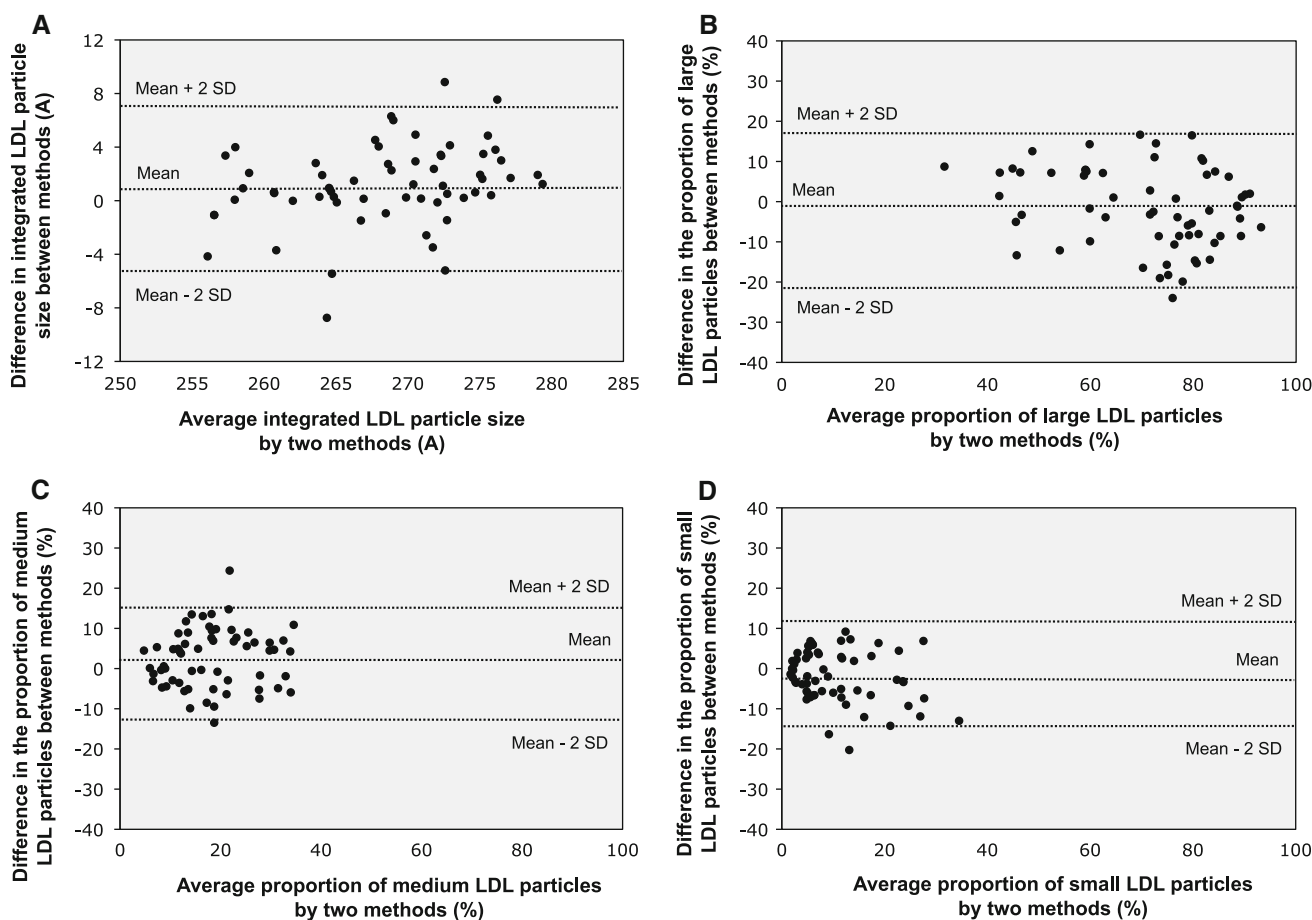 A
Difference in integrated LDL particle
size between methods (A)
12
8
4
0
-4
-8
-12
Mean + 2 SD
Mean
Mean - 2 SD
250
255
260
265
270
275
280
285
Average integrated LDL particle size
by two methods (A)
B
Difference in the proportion of large
LDL particles between methods (%)
40
30
20
10
0
-10
-20
-30
-40
Mean + 2 SD
Mean
Mean - 2 SD
0
20
40
60
80
100
Average proportion of large LDL particles
by two methods (%)
C
Difference in the proportion of medium
LDL particles between methods (%)
40
30
20
10
0
-10
-20
-30
-40
Mean + 2 SD
Mean
Mean - 2 SD
0
20
40
60
80
100
Average proportion of medium LDL particles
by two methods (%)
D
Difference in the proportion of small
LDL particles between methods (%)
40
30
20
10
0
-10
-20
-30
-40
Mean + 2 SD
Mean
Mean - 2 SD
0
20
40
60
80
100
Average proportion of small LDL particles
by two methods (%)